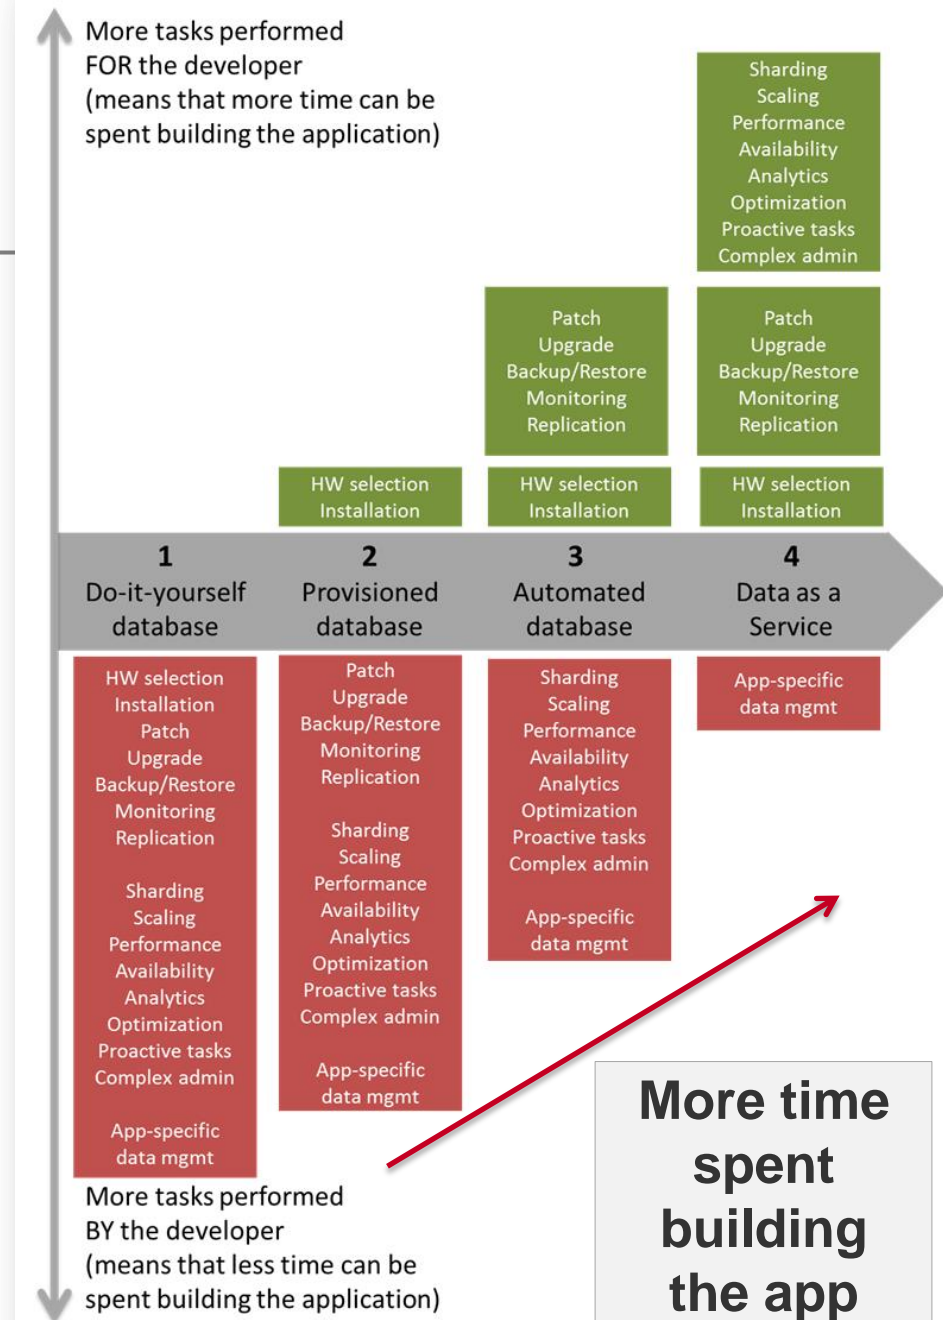 More tasks performed
FOR the developer
(means that more time can be
spent building the application)
Sharding
Scaling
Performance
Availability
Analytics
Optimization
Proactive tasks
Complex admin
Patch
Upgrade
Backup/Restore
Monitoring
Replication
Patch
Upgrade
Backup/Restore
Monitoring
Replication
HW selection
Installation
HW selection
Installation
HW selection
Installation
1
Do-it-yourself
database
2
Provisioned
database
3
Automated
database
4
Data as a
Service
HW selection
Installation
Patch
Upgrade
Backup/Restore
Monitoring
Replication
Sharding
Scaling
Performance
Availability
Analytics
Optimization
Proactive tasks
Complex admin
App-specific
data mgmt
Patch
Upgrade
Backup/Restore
Monitoring
Replication
Sharding
Scaling
Performance
Availability
Analytics
Optimization
Proactive tasks
Complex admin
App-specific
data mgmt
Sharding
Scaling
Performance
Availability
Analytics
Optimization
Proactive tasks
Complex admin
App-specific
data mgmt
App-specific
data mgmt
More tasks performed
BY the developer
(means that less time can be
spent building the application)
More time
spent
building
the app